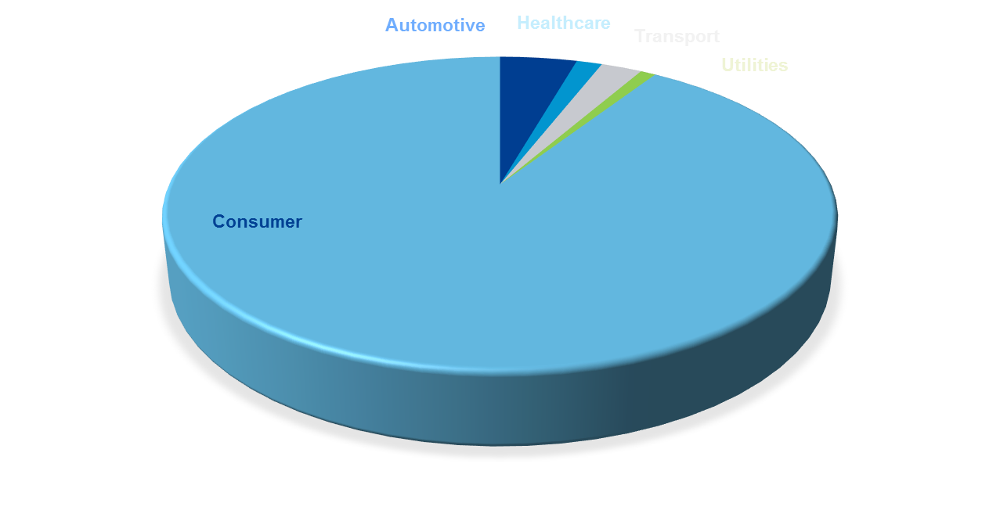 Automotive
Healthcare
Transport
Utilities
Consumer